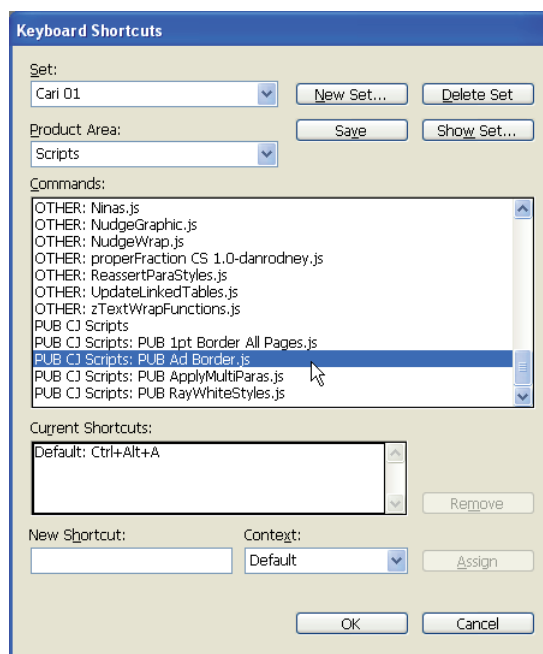 Keyboard Shortcuts
Set:
Cari 01
New Set...
Delete Set
Product Area:
Save
Show Set...
Scripts
Commands:
OTHER: Ninas.js
OTHER: NudgeGraphic.js
OTHER: NudgeWrap.js
OTHER: properFraction CS 1.0-danrodney.js
OTHER: ReassertParaStyles.js
OTHER: UpdateLinkedTables.js
OTHER: zTextWrapFunctions.js
PUB CJ Scripts
PUB CJ Scripts: PUB 1pt Border All Pages.js
PUB CJ Scripts: PUB Ad Border.js
PUB CJ Scripts: PUB ApplyMultiParas.js
PUB CJ Scripts: PUB RayWhiteStyles.js
Current Shortcuts:
Default: Ctrl+Alt+A
Remove
New Shortcut:
Context:
Default
Assign
OK
Cancel